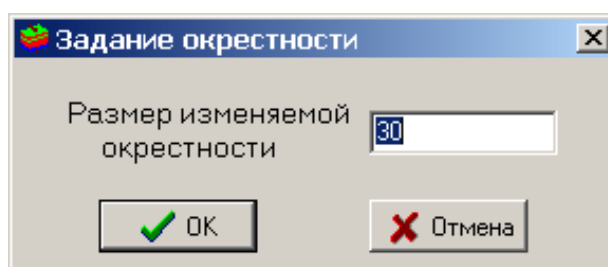 Задание окрестности
Размер изменяемой
окрестности
30
OK
Отмена